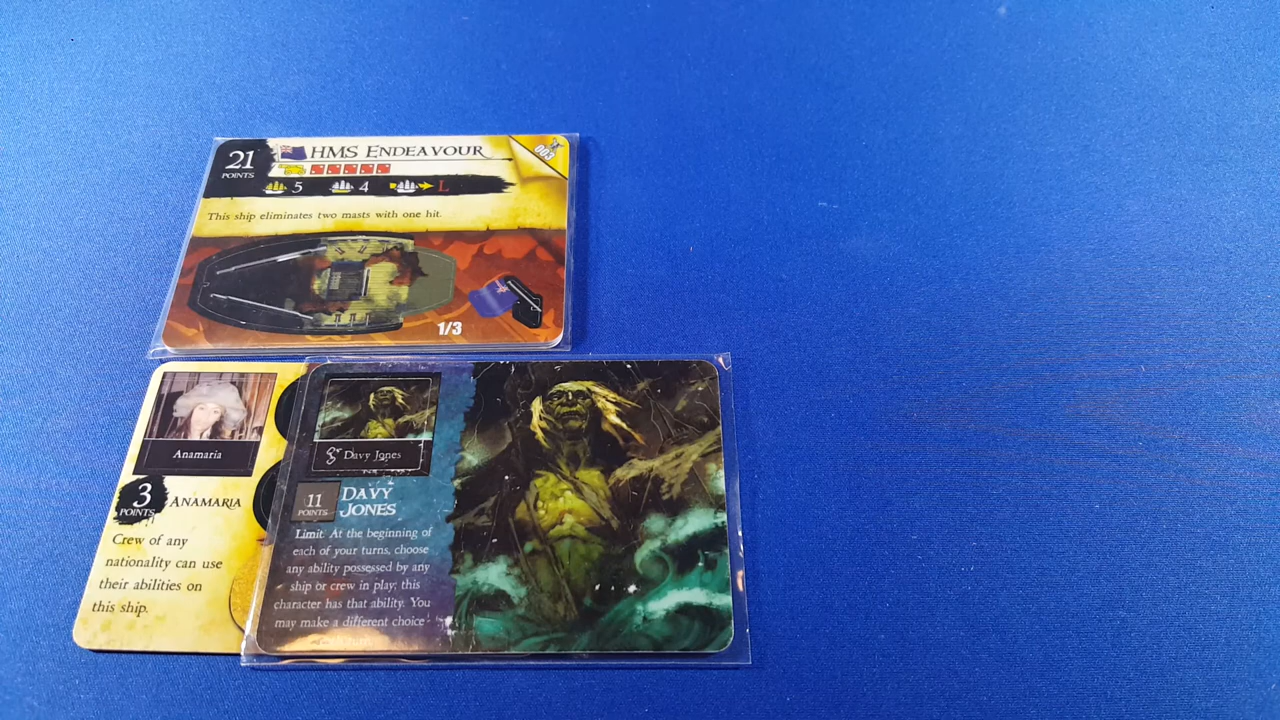 21
POINTS
HMS ENDEAVOUR
003
5 4 L
This ship eliminates two masts with one hit.
1/3
Anamaria
3
POINTS
ANAMARIA
Crew of any
nationality can use
their abilities on
this ship.
Davy Jones
11
POINTS
DAVY
JONES
Limit. At the beginning of
each of your turns, choose
any ability possessed by any
ship or crew in play; this
character has that ability. You
may make a different choice